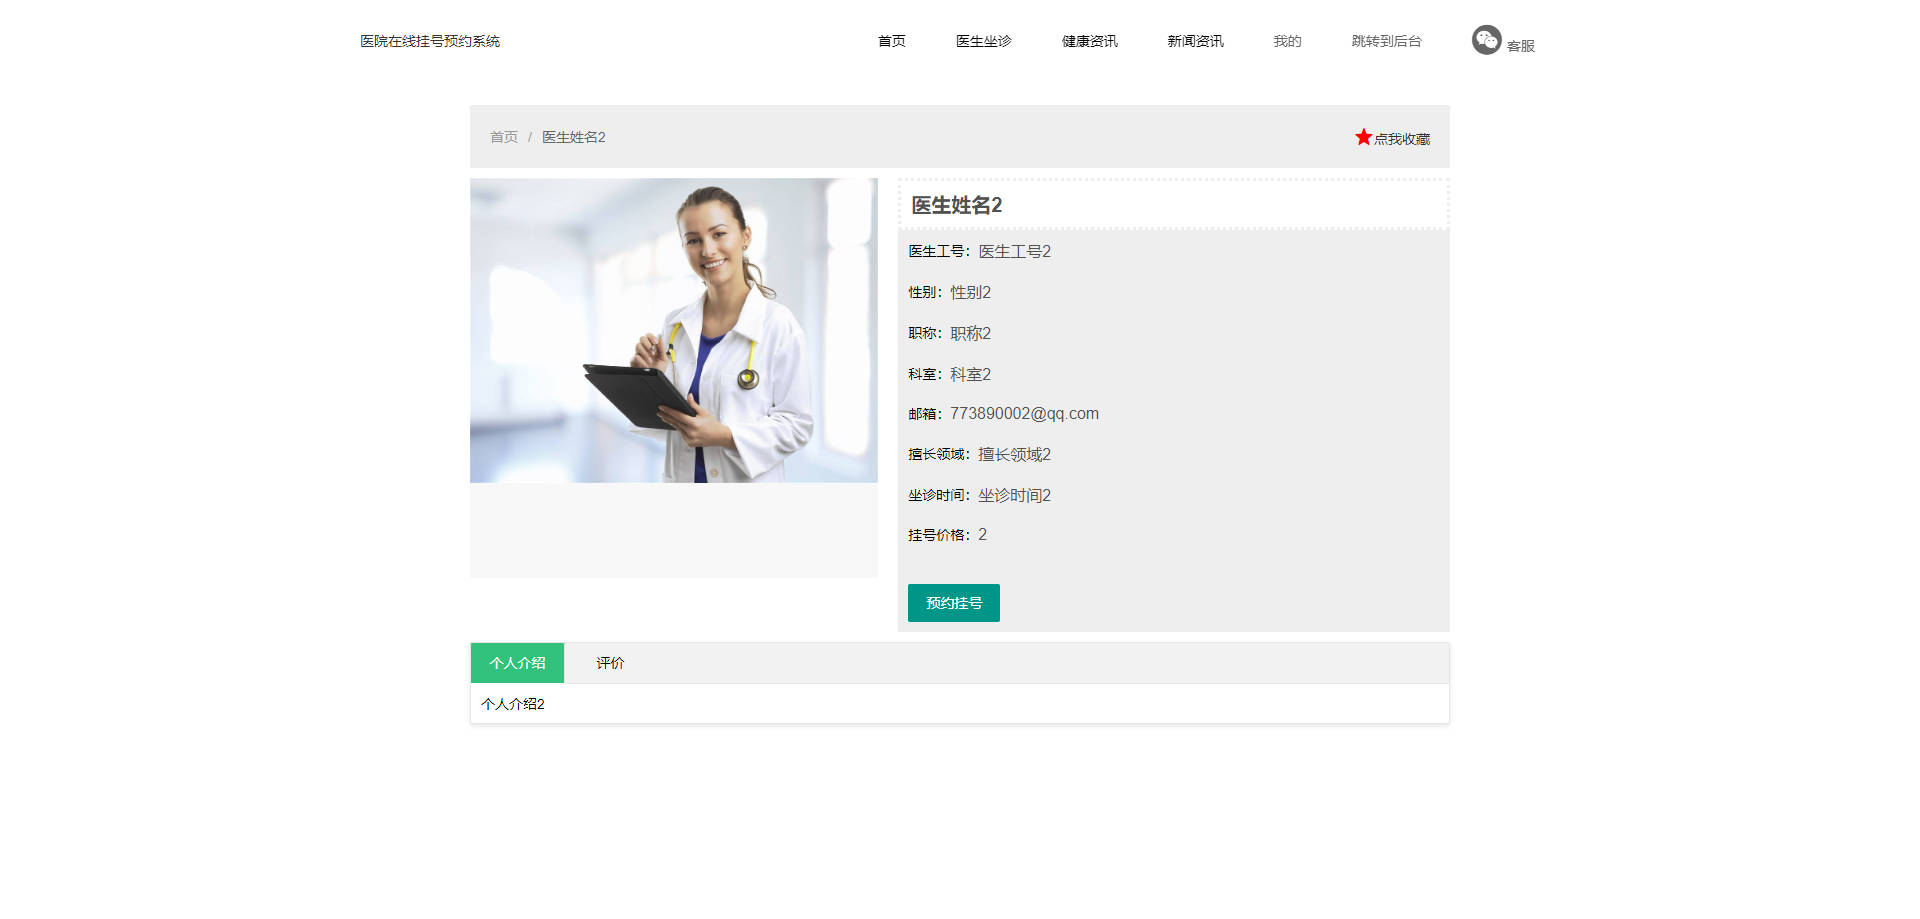 医院在线挂号预约系统 首页 医生坐诊 健康资讯 新闻资讯 我的 跳转到后台 客服
首页 / 医生姓名2 点我收藏
医生姓名2
医生工号：医生工号2
性别：性别2
职称：职称2
科室：科室2
邮箱：773890002@qq.com
擅长领域：擅长领域2
坐诊时间：坐诊时间2
挂号价格：2
预约挂号
个人介绍 评价
个人介绍2